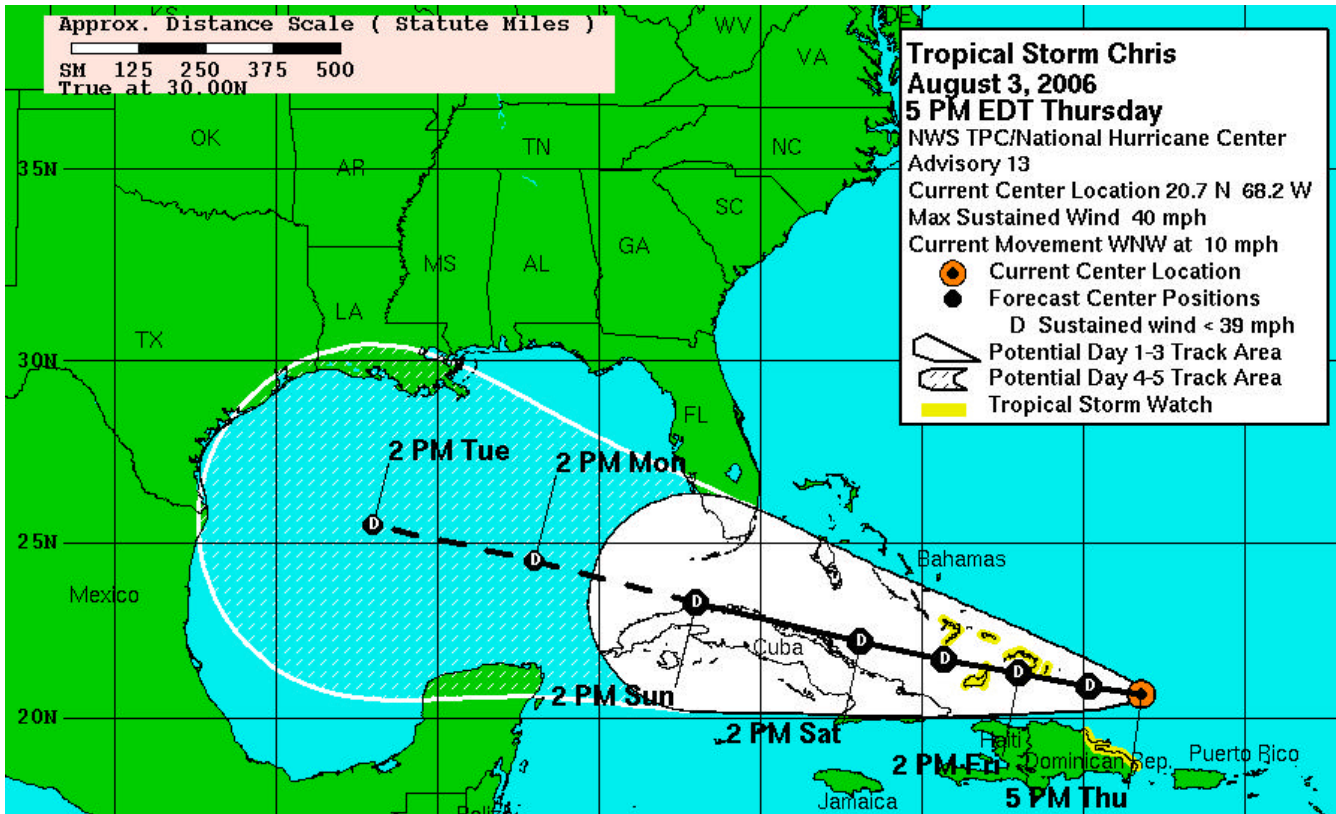 Approx. Distance Scale ( Statute Miles )
SM 125 250 375 500
True at 30.00N
Tropical Storm Chris
August 3, 2006
5 PM EDT Thursday
NWS TPC/National Hurricane Center
Advisory 13
Current Center Location 20.7 N 68.2 W
Max Sustained Wind 40 mph
Current Movement WNW at 10 mph
Current Center Location
Forecast Center Positions
D Sustained wind < 39 mph
Potential Day 1-3 Track Area
Potential Day 4-5 Track Area
Tropical Storm Watch
WV
VA
OK
AR
TN
NC
35N
SC
MS
AL
GA
LA
TX
30N
FL
2 PM Tue
2 PM Mon
D
25N
D
Bahamas
Mexico
D
D
Cuba
D
D
D
2 PM Sun
20N
2 PM Sat
Haiti
2 PM Fri
Dominican Rep.
Puerto Rico
5 PM Thu
Jamaica